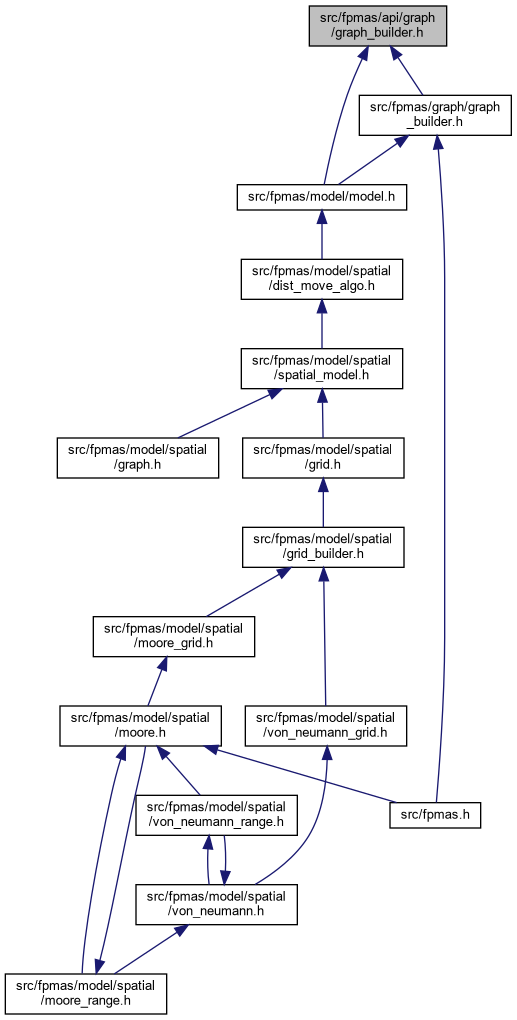 src/fpmas/api/graph
/graph_builder.h
src/fpmas/graph/graph
_builder.h
src/fpmas/model/model.h
src/fpmas/model/spatial
/dist_move_algo.h
src/fpmas/model/spatial
/spatial_model.h
src/fpmas/model/spatial
/graph.h
src/fpmas/model/spatial
/grid.h
src/fpmas/model/spatial
/grid_builder.h
src/fpmas/model/spatial
/moore_grid.h
src/fpmas/model/spatial
/moore.h
src/fpmas/model/spatial
/von_neumann_grid.h
src/fpmas/model/spatial
/von_neumann_range.h
src/fpmas.h
src/fpmas/model/spatial
/von_neumann.h
src/fpmas/model/spatial
/moore_range.h